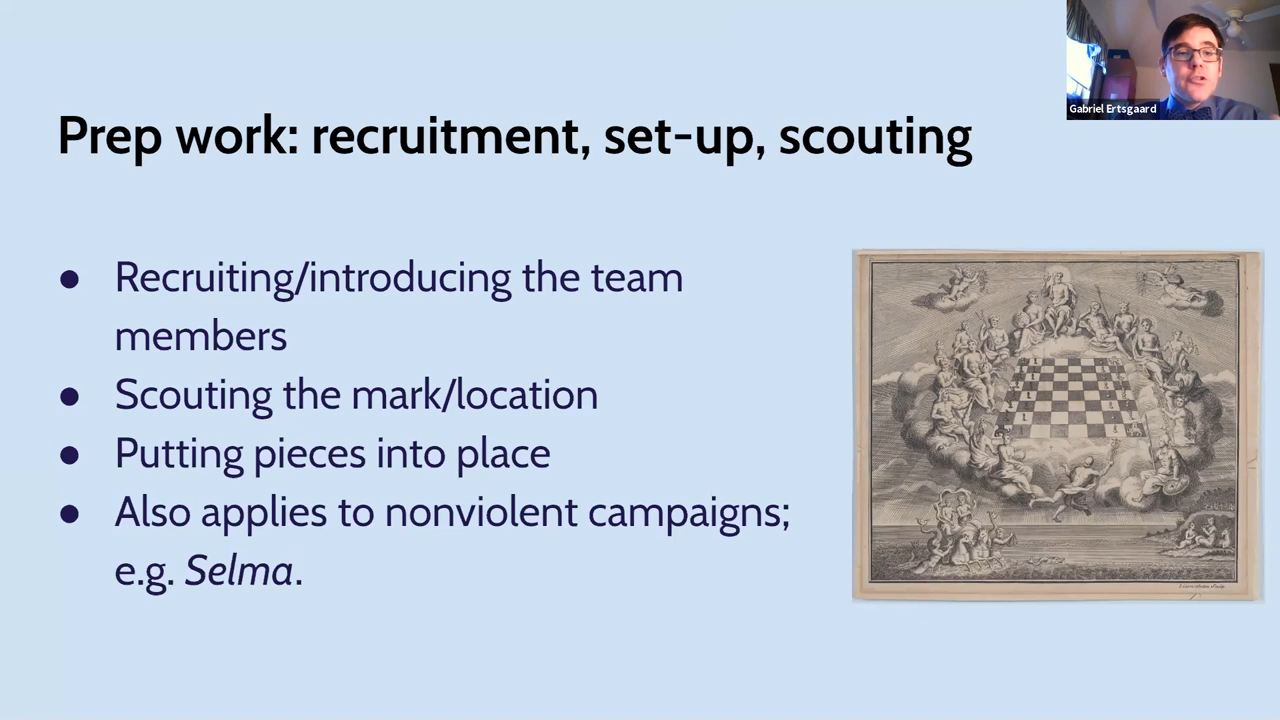 Gabriel Ertsgaard
Prep work: recruitment, set-up, scouting
● Recruiting/introducing the team
members
● Scouting the mark/location
● Putting pieces into place
● Also applies to nonviolent campaigns;
e.g. Selma.